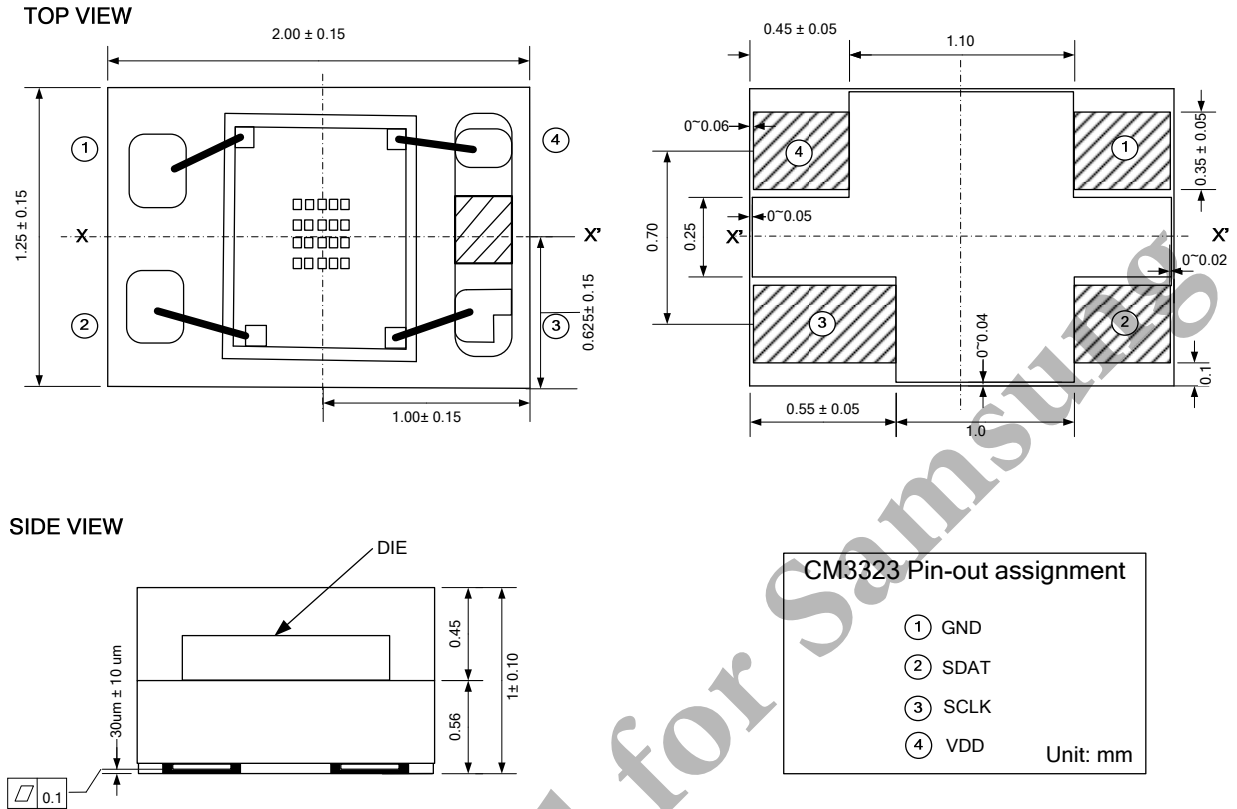 TOP VIEW
2.00 ± 0.15
1
4
1.25 ± 0.15
X
X'
2
3
0.625± 0.15
1.00± 0.15
0.45 ± 0.05
1.10
0~0.06
4
1
0.35 ± 0.05
0.70
0.25
0~0.05
X'
X'
0~0.02
3
2
0~0.04
0.1
0.55 ± 0.05
1.0
SIDE VIEW
DIE
0.45
1± 0.10
30um ± 10 um
0.56
0.1
CM3323 Pin-out assignment
1 GND
2 SDAT
3 SCLK
4 VDD
Unit: mm
for Samsung